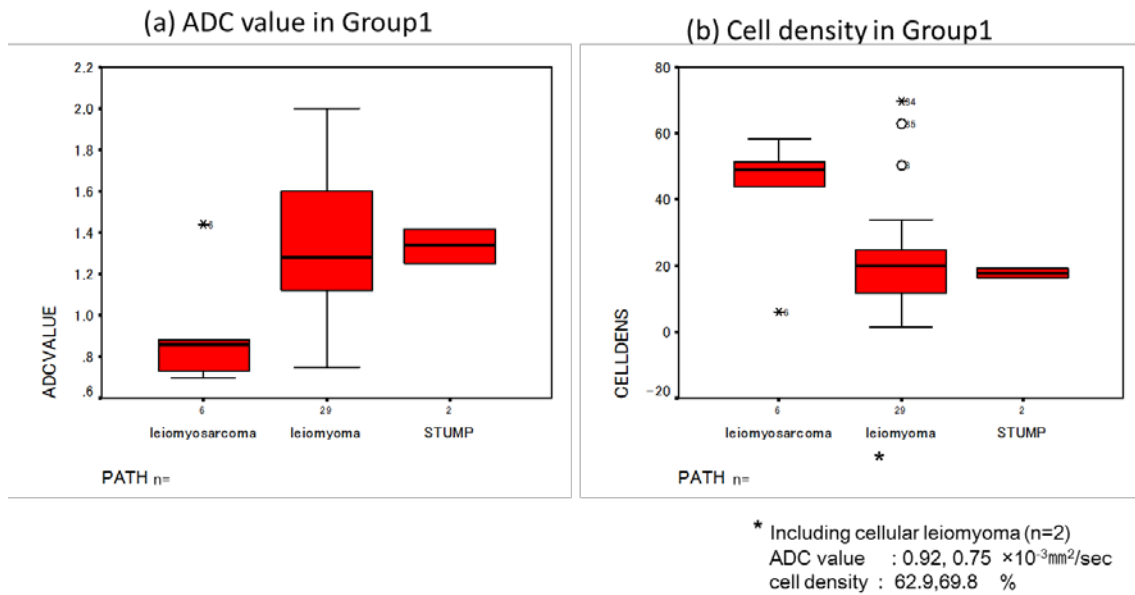 (a) ADC value in Group1
2.2
2.0
1.8
1.6
1.4
1.2
1.0
.8
.6
ADCVALUE
6
6 29 2
leiomyosarcoma leiomyoma STUMP
PATH n=
(b) Cell density in Group1
80
60
40
20
0
-20
CELLDENS
34
35
6
6 29 2
leiomyosarcoma leiomyoma STUMP
*
PATH n=
* Including cellular leiomyoma (n=2)
ADC value : 0.92, 0.75 ×10⁻³㎜²/sec
cell density : 62.9,69.8 %